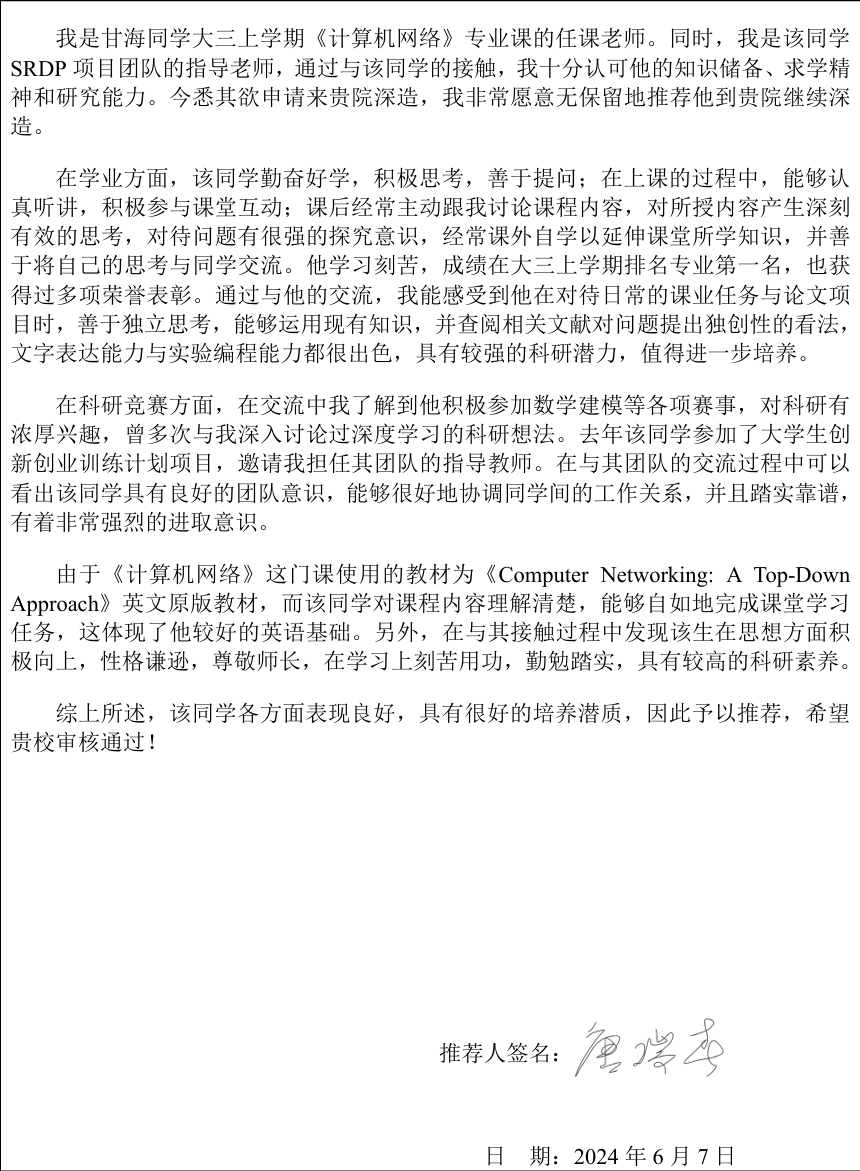 我是甘海同学大三上学期《计算机网络》专业课的任课老师。同时，我是该同学
SRDP 项目团队的指导老师，通过与该同学的接触，我十分认可他的知识储备、求学精
神和研究能力。今悉其欲申请来贵院深造，我非常愿意无保留地推荐他到贵院继续深
造。
在学业方面，该同学勤奋好学，积极思考，善于提问；在上课的过程中，能够认
真听讲，积极参与课堂互动；课后经常主动跟我讨论课程内容，对所授内容产生深刻
有效的思考，对待问题有很强的探究意识，经常课外自学以延伸课堂所学知识，并善
于将自己的思考与同学交流。他学习刻苦，成绩在大三上学期排名专业第一名，也获
得过多项荣誉表彰。通过与他的交流，我能感受到他在对待日常的课业任务与论文项
目时，善于独立思考，能够运用现有知识，并查阅相关文献对问题提出独创性的看法，
文字表达能力与实验编程能力都很出色，具有较强的科研潜力，值得进一步培养。
在科研竞赛方面，在交流中我了解到他积极参加数学建模等各项赛事，对科研有
浓厚兴趣，曾多次与我深入讨论过深度学习的科研想法。去年该同学参加了大学生创
新创业训练计划项目，邀请我担任其团队的指导教师。在与其团队的交流过程中可以
看出该同学具有良好的团队意识，能够很好地协调同学间的工作关系，并且踏实靠谱，
有着非常强烈的进取意识。
由于《计算机网络》这门课使用的教材为《Computer Networking: A Top-Down
Approach》英文原版教材，而该同学对课程内容理解清楚，能够自如地完成课堂学习
任务，这体现了他较好的英语基础。另外，在与其接触过程中发现该生在思想方面积
极向上，性格谦逊，尊敬师长，在学习上刻苦用功，勤勉踏实，具有较高的科研素养。
综上所述，该同学各方面表现良好，具有很好的培养潜质，因此予以推荐，希望
贵校审核通过！
推荐人签名：唐瑞春
日　期：2024 年 6 月 7 日